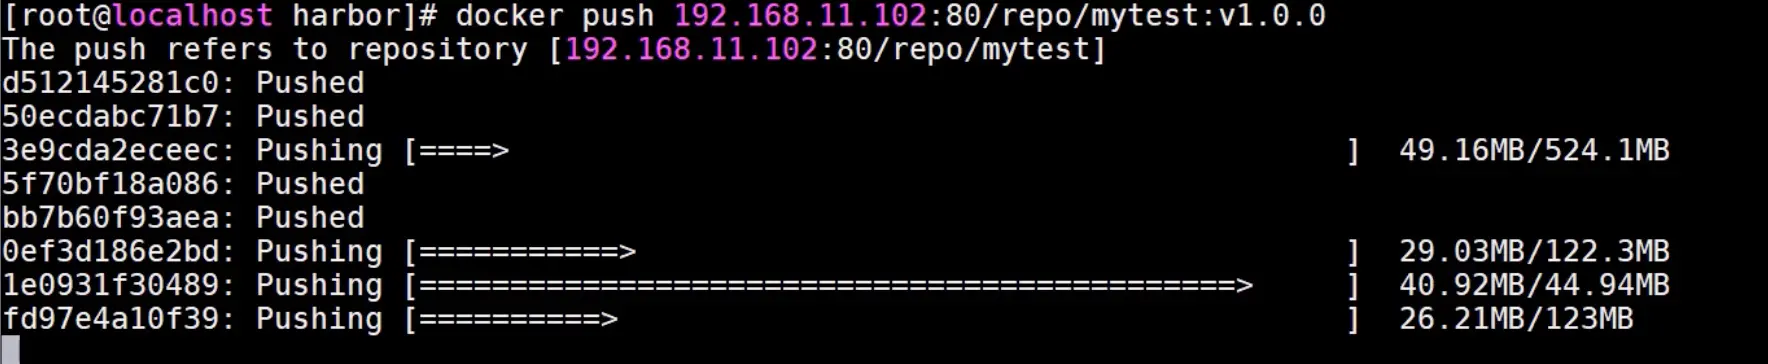 [root@localhost harbor]# docker push 192.168.11.102:80/repo/mytest:v1.0.0
The push refers to repository [192.168.11.102:80/repo/mytest]
d512145281c0: Pushed
50ecdabc71b7: Pushed
3e9cda2eceec: Pushing [====>                                              ]  49.16MB/524.1MB
5f70bf18a086: Pushed
bb7b60f93aea: Pushed
0ef3d186e2bd: Pushing [===========>                                       ]  29.03MB/122.3MB
1e0931f30489: Pushing [=============================================>     ]  40.92MB/44.94MB
fd97e4a10f39: Pushing [==========>                                        ]  26.21MB/123MB